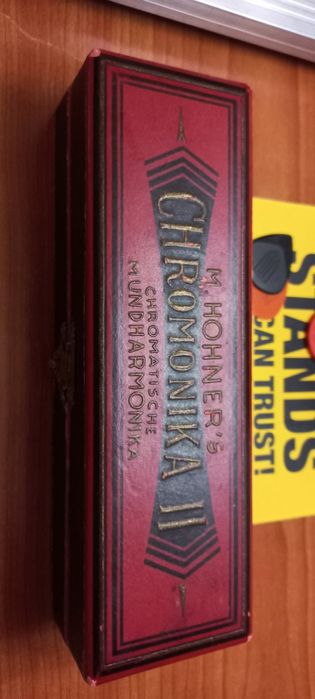 M. HOHNER'S
CHROMONIKA II
CHROMATISCHE
MUNDHARMONIKA
STANDS
CAN TRUST!